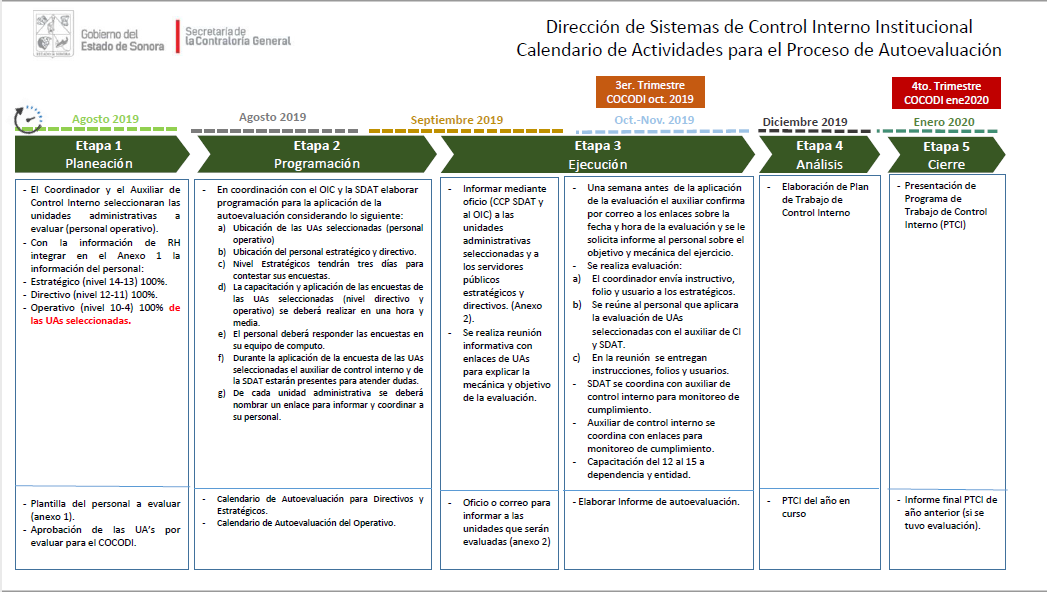 Gobierno del
Estado de Sonora
Secretaría de
la Contraloría General
Dirección de Sistemas de Control Interno Institucional
Calendario de Actividades para el Proceso de Autoevaluación
3er. Trimestre
COCODI oct. 2019
4to. Trimestre
COCODI ene2020
Agosto 2019
Agosto 2019
Septiembre 2019
Oct.-Nov. 2019
Diciembre 2019
Enero 2020
Etapa 1
Planeación
Etapa 2
Programación
Etapa 3
Ejecución
Etapa 4
Análisis
Etapa 5
Cierre
- El Coordinador y el Auxiliar de
Control Interno seleccionaran las
unidades administrativas a
evaluar (personal operativo).
- Con la información de RH
integrar en el Anexo 1 la
información del personal:
- Estratégico (nivel 14-13) 100%.
- Directivo (nivel 12-11) 100%.
- Operativo (nivel 10-4) 100% de
las UAs seleccionadas.
- Plantilla del personal a evaluar
(anexo 1).
- Aprobación de las UA's por
evaluar para el COCODI.
- En coordinación con el OIC y la SDAT elaborar
programación para la aplicación de la
autoevaluación considerando lo siguiente:
a) Ubicación de las UAs seleccionadas (personal
operativo)
b) Ubicación del personal estratégico y directivo.
c) Nivel Estratégicos tendrán tres días para
contestar sus encuestas.
d) La capacitación y aplicación de las encuestas de
las UAs seleccionadas (nivel directivo y
operativo) se deberá realizar en una hora y
media.
e) El personal deberá responder las encuestas en
su equipo de computo.
f) Durante la aplicación de la encuesta de las UAs
seleccionadas el auxiliar de control interno y de
la SDAT estarán presentes para atender dudas.
g) De cada unidad administrativa se deberá
nombrar un enlace para informar y coordinar a
su personal.
- Calendario de Autoevaluación para Directivos y
Estratégicos.
- Calendario de Autoevaluación del Operativo.
- Informar mediante
oficio (CCP SDAT y
al OIC) a las
unidades
administrativas
seleccionadas y a
los servidores
públicos
estratégicos y
directivos. (Anexo
2).
- Se realiza reunión
informativa con
enlaces de UAs
para explicar la
mecánica y objetivo
de la evaluación.
- Oficio o correo para
informar a las
unidades que serán
evaluadas (anexo 2)
- Una semana antes de la aplicación
de la evaluación el auxiliar confirma
por correo a los enlaces sobre la
fecha y hora de la evaluación y se le
solicita informe al personal sobre el
objetivo y mecánica del ejercicio.
- Se realiza evaluación:
a) El coordinador envía instructivo,
folio y usuario a los estratégicos.
b) Se reúne al personal que aplicara
la evaluación de UAs
seleccionadas con el auxiliar de CI
y SDAT.
c) En la reunión se entregan
instrucciones, folios y usuarios.
- SDAT se coordina con auxiliar de
control interno para monitoreo de
cumplimiento.
- Auxiliar de control interno se
coordina con enlaces para
monitoreo de cumplimiento.
- Capacitación del 12 al 15 a
dependencia y entidad.
- Elaborar Informe de autoevaluación.
- Elaboración de Plan
de Trabajo de
Control Interno
- PTCI del año en
curso
- Presentación de
Programa de
Trabajo de Control
Interno (PTCI)
- Informe final PTCI de
año anterior (si se
tuvo evaluación).